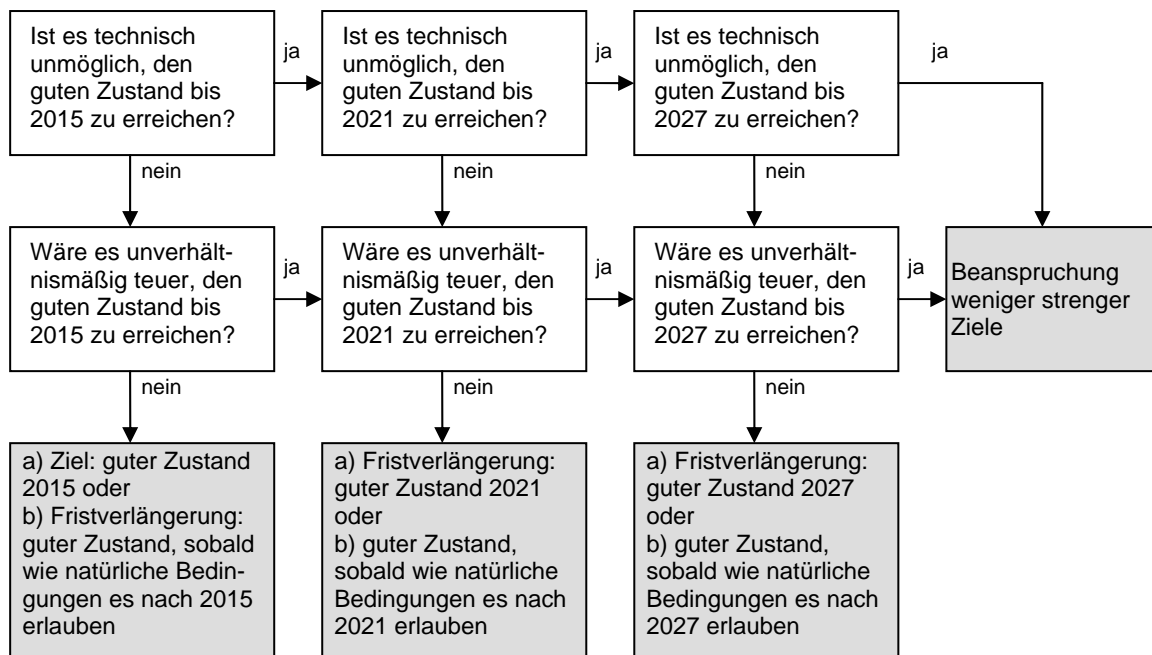 Ist es technisch
unmöglich, den
guten Zustand bis
2015 zu erreichen?
ja
Ist es technisch
unmöglich, den
guten Zustand bis
2021 zu erreichen?
ja
Ist es technisch
unmöglich, den
guten Zustand bis
2027 zu erreichen?
ja
nein
nein
nein
Wäre es unverhält-
nismäßig teuer, den
guten Zustand bis
2015 zu erreichen?
ja
Wäre es unverhält-
nismäßig teuer, den
guten Zustand bis
2021 zu erreichen?
ja
Wäre es unverhält-
nismäßig teuer, den
guten Zustand bis
2027 zu erreichen?
ja
Beanspruchung
weniger strenger
Ziele
nein
nein
nein
a) Ziel: guter Zustand
2015 oder
b) Fristverlängerung:
guter Zustand, sobald
wie natürliche Bedin-
gungen es nach 2015
erlauben
a) Fristverlängerung:
guter Zustand 2021
oder
b) guter Zustand,
sobald wie natürliche
Bedingungen es nach
2021 erlauben
a) Fristverlängerung:
guter Zustand 2027
oder
b) guter Zustand,
sobald wie natürliche
Bedingungen es nach
2027 erlauben